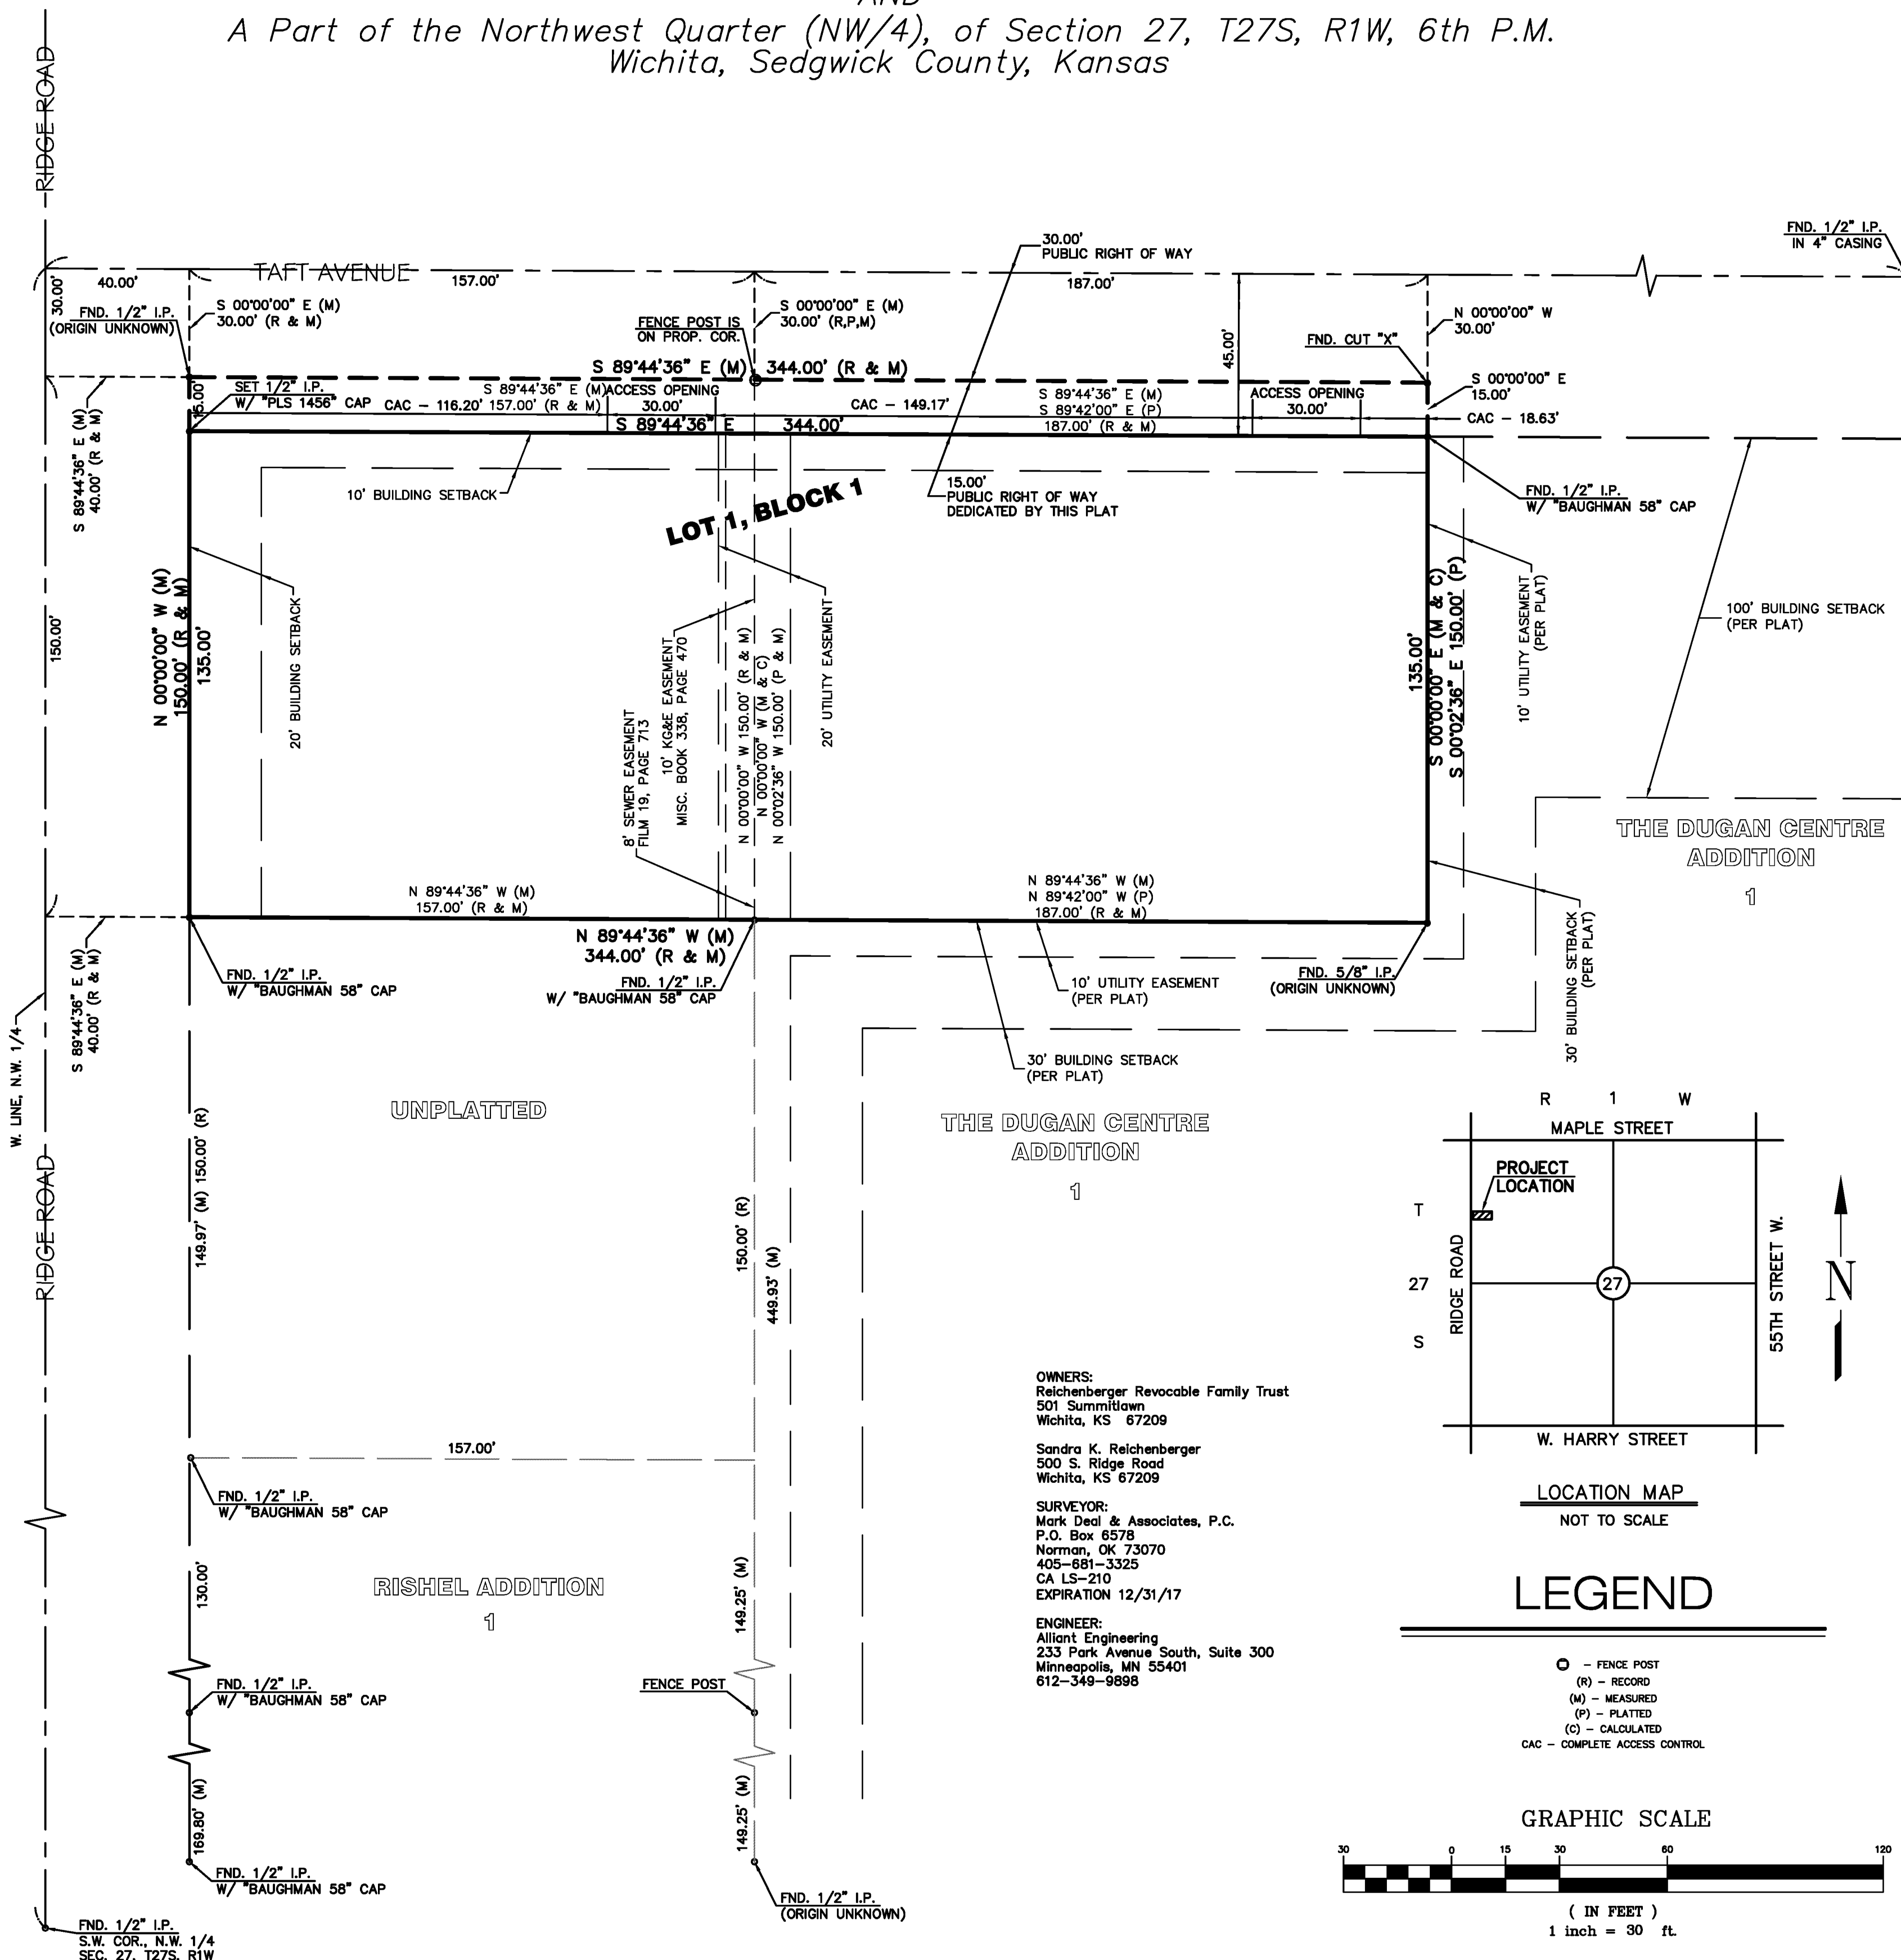 AND
A Part of the Northwest Quarter (NW/4), of Section 27, T27S, R1W, 6th P.M.
Wichita, Sedgwick County, Kansas
RIDGE ROAD
TAFT AVENUE
30.00'
40.00'
157.00'
187.00'
30.00'
PUBLIC RIGHT OF WAY
FND. 1/2" I.P.
IN 4" CASING
FND. 1/2" I.P.
(ORIGIN UNKNOWN)
S 00°00'00" E (M)
30.00' (R & M)
FENCE POST IS
ON PROP. COR.
S 00°00'00" E (M)
30.00' (R,P,M)
45.00'
FND. CUT "X"
N 00°00'00" W
30.00'
S 89°44'36" E (M)
344.00' (R & M)
S 00°00'00" E
15.00'
SET 1/2" I.P.
W/ "PLS 1456" CAP
15.00'
S 89°44'36" E (M)
157.00' (R & M)
CAC – 116.20'
ACCESS OPENING
30.00'
CAC – 149.17'
S 89°44'36" E (M)
S 89°42'00" E (P)
187.00' (R & M)
ACCESS OPENING
30.00'
CAC – 18.63'
S 89°44'36" E
344.00'
S 89°44'36" E (M)
40.00' (R & M)
10' BUILDING SETBACK
LOT 1, BLOCK 1
15.00'
PUBLIC RIGHT OF WAY
DEDICATED BY THIS PLAT
FND. 1/2" I.P.
W/ "BAUGHMAN 58" CAP
150.00'
N 00°00'00" W (M)
150.00' (R & M)
135.00'
20' BUILDING SETBACK
8' SEWER EASEMENT
FILM 19, PAGE 713
10' KG&E EASEMENT
MISC. BOOK 338, PAGE 470
N 00°00'00" W 150.00' (R & M)
N 00°00'00" W (M & C)
N 00°02'36" W 150.00' (P & M)
20' UTILITY EASEMENT
135.00'
S 00°00'00" E (M & C)
S 00°02'36" E 150.00' (P)
10' UTILITY EASEMENT
(PER PLAT)
100' BUILDING SETBACK
(PER PLAT)
THE DUGAN CENTRE
ADDITION
1
N 89°44'36" W (M)
157.00' (R & M)
N 89°44'36" W (M)
N 89°42'00" W (P)
187.00' (R & M)
N 89°44'36" W (M)
344.00' (R & M)
30' BUILDING SETBACK
(PER PLAT)
S 89°44'36" E (M)
40.00' (R & M)
FND. 1/2" I.P.
W/ "BAUGHMAN 58" CAP
FND. 1/2" I.P.
W/ "BAUGHMAN 58" CAP
10' UTILITY EASEMENT
(PER PLAT)
FND. 5/8" I.P.
(ORIGIN UNKNOWN)
30' BUILDING SETBACK
(PER PLAT)
W. LINE, N.W. 1/4
RIDGE ROAD
149.97' (M) 150.00' (R)
UNPLATTED
150.00' (R)
449.93' (M)
THE DUGAN CENTRE
ADDITION
1
R 1 W
MAPLE STREET
PROJECT
LOCATION
T
27
S
RIDGE ROAD
27
55TH STREET W.
N
W. HARRY STREET
LOCATION MAP
NOT TO SCALE
157.00'
FND. 1/2" I.P.
W/ "BAUGHMAN 58" CAP
130.00'
RISHEL ADDITION
1
149.25' (M)
FND. 1/2" I.P.
W/ "BAUGHMAN 58" CAP
FENCE POST
169.80' (M)
149.25' (M)
FND. 1/2" I.P.
W/ "BAUGHMAN 58" CAP
FND. 1/2" I.P.
(ORIGIN UNKNOWN)
FND. 1/2" I.P.
S.W. COR., N.W. 1/4
SEC. 27, T27S, R1W
OWNERS:
Reichenberger Revocable Family Trust
501 Summitlawn
Wichita, KS 67209
Sandra K. Reichenberger
500 S. Ridge Road
Wichita, KS 67209
SURVEYOR:
Mark Deal & Associates, P.C.
P.O. Box 6578
Norman, OK 73070
405–681–3325
CA LS–210
EXPIRATION 12/31/17
ENGINEER:
Alliant Engineering
233 Park Avenue South, Suite 300
Minneapolis, MN 55401
612–349–9898
LEGEND
– FENCE POST
(R) – RECORD
(M) – MEASURED
(P) – PLATTED
(C) – CALCULATED
CAC – COMPLETE ACCESS CONTROL
GRAPHIC SCALE
30 0 15 30 60 120
( IN FEET )
1 inch = 30 ft.